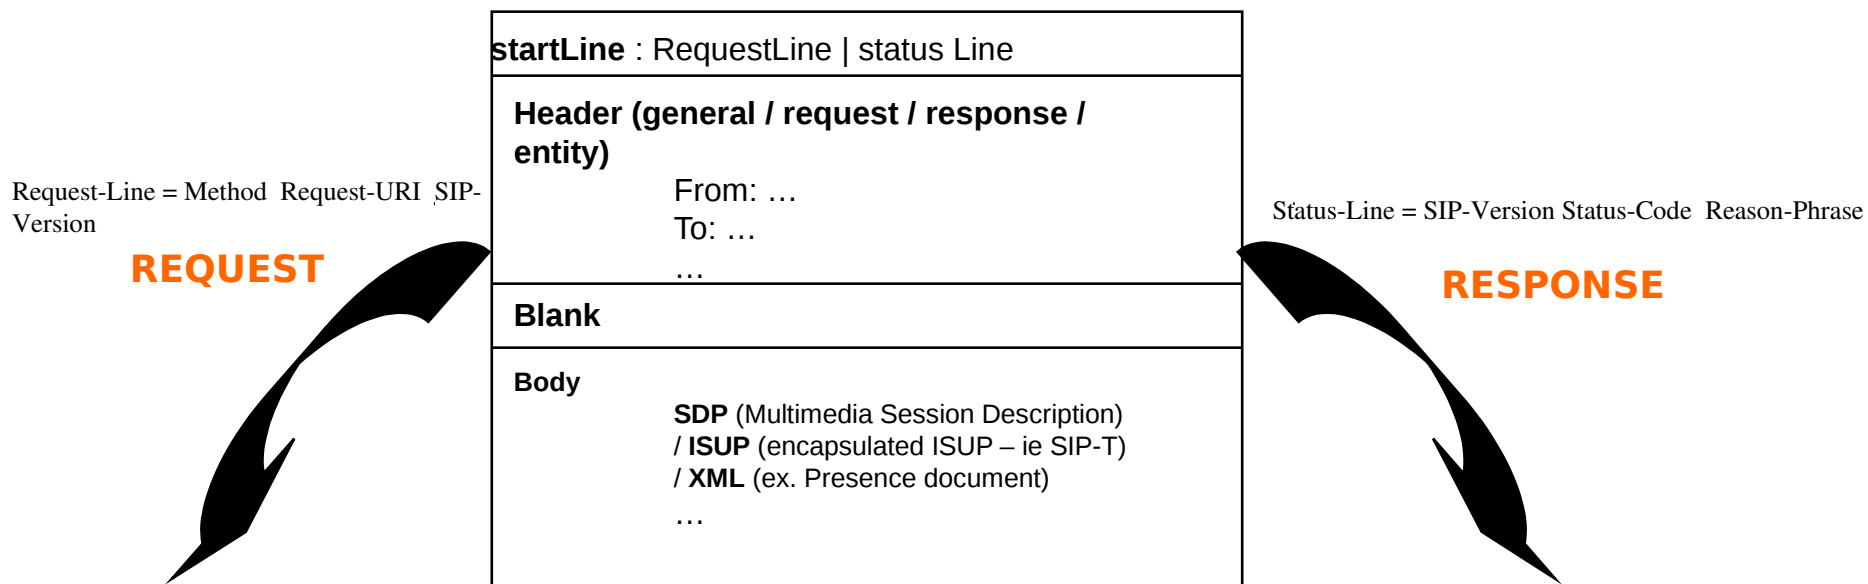 startLine : RequestLine | status Line
Header (general / request / response /
entity)
From: …
To: …
…
Blank
Body
SDP (Multimedia Session Description)
/ ISUP (encapsulated ISUP – ie SIP-T)
/ XML (ex. Presence document)
…
Request-Line = Method Request-URI SIP-
Version
REQUEST
Status-Line = SIP-Version Status-Code Reason-Phrase
RESPONSE